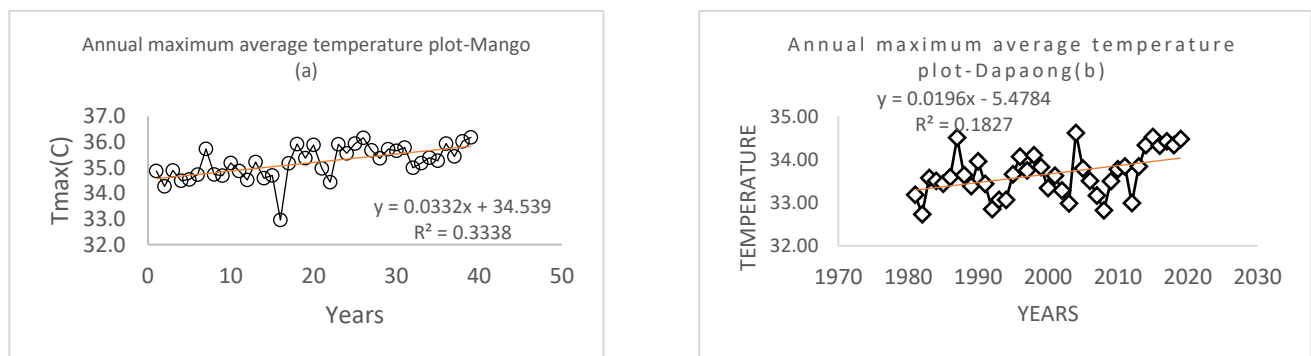 Annual maximum average temperature plot-Mango
(a)
37.0
36.0
35.0
34.0
33.0
32.0
Tmax(C)
y = 0.0332x + 34.539
R² = 0.3338
0 10 20 30 40 50
Years
Annual maximum average temperature
plot-Dapaong(b)
y = 0.0196x - 5.4784
R² = 0.1827
35.00
34.00
33.00
32.00
TEMPERATURE
1970 1980 1990 2000 2010 2020 2030
YEARS